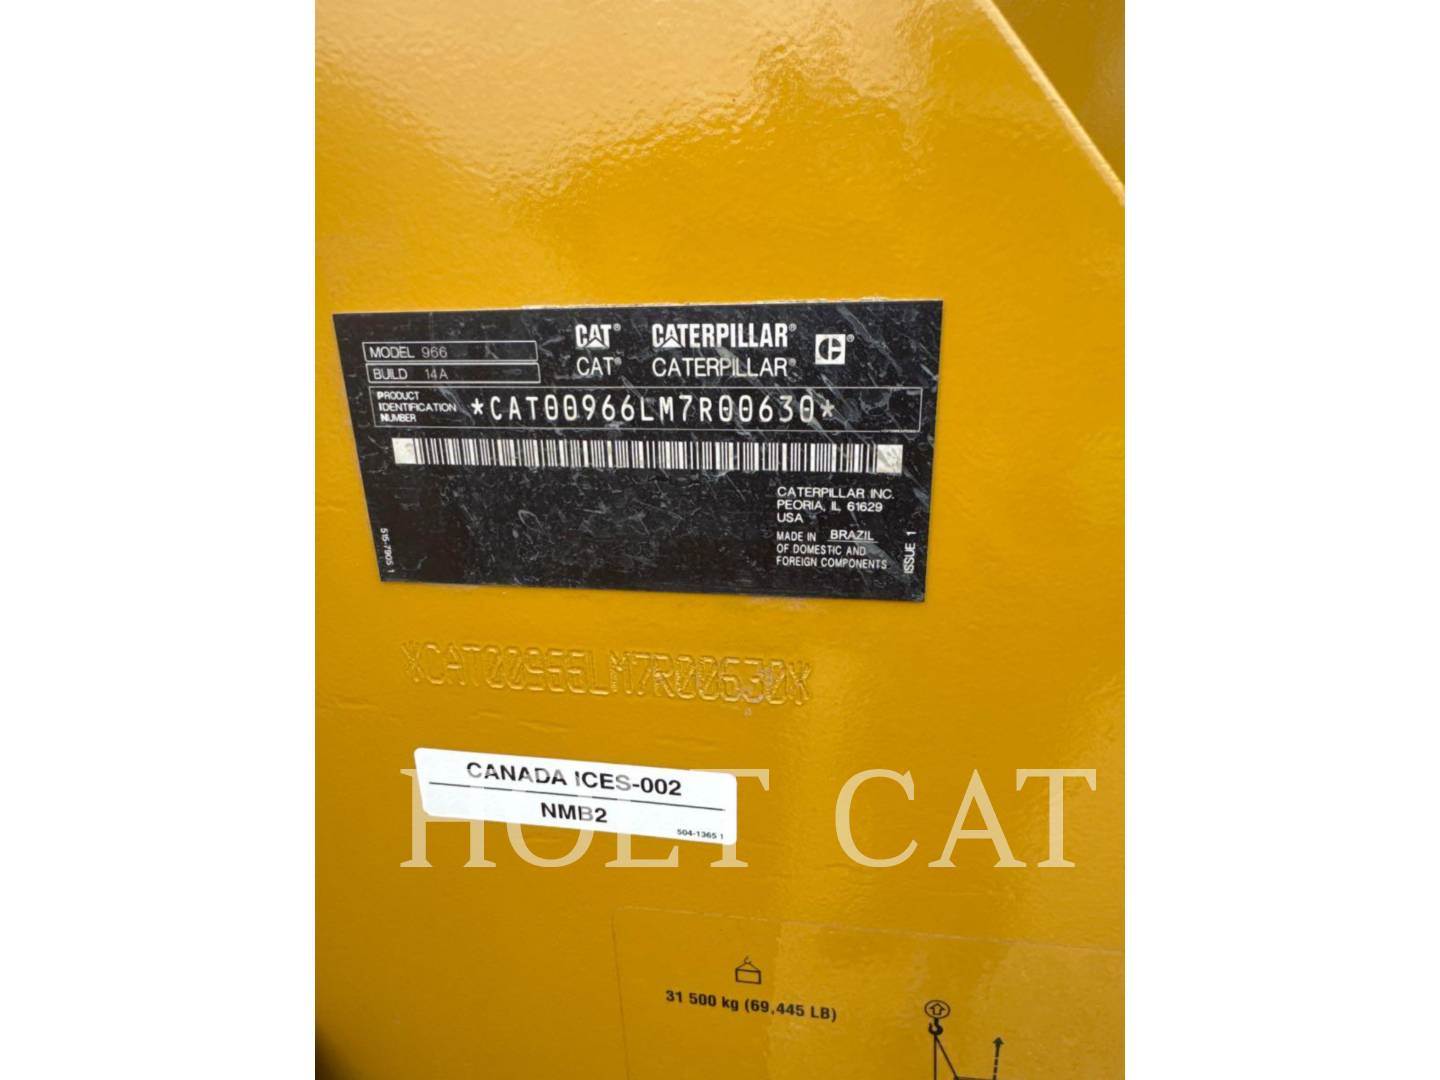 CAT® CATERPILLAR®
CAT® CATERPILLAR®
MODEL 966
BUILD 14A
PRODUCT
IDENTIFICATION
NUMBER
*CAT00966LM7R00630*
CATERPILLAR INC.
PEORIA, IL 61629
USA
MADE IN BRAZIL
OF DOMESTIC AND
FOREIGN COMPONENTS
515-7905 1
ISSUE 1
*CAT00966LM7R00630*
CANADA ICES-002
NMB2
504-1365 1
HOLT CAT
31 500 kg (69,445 LB)